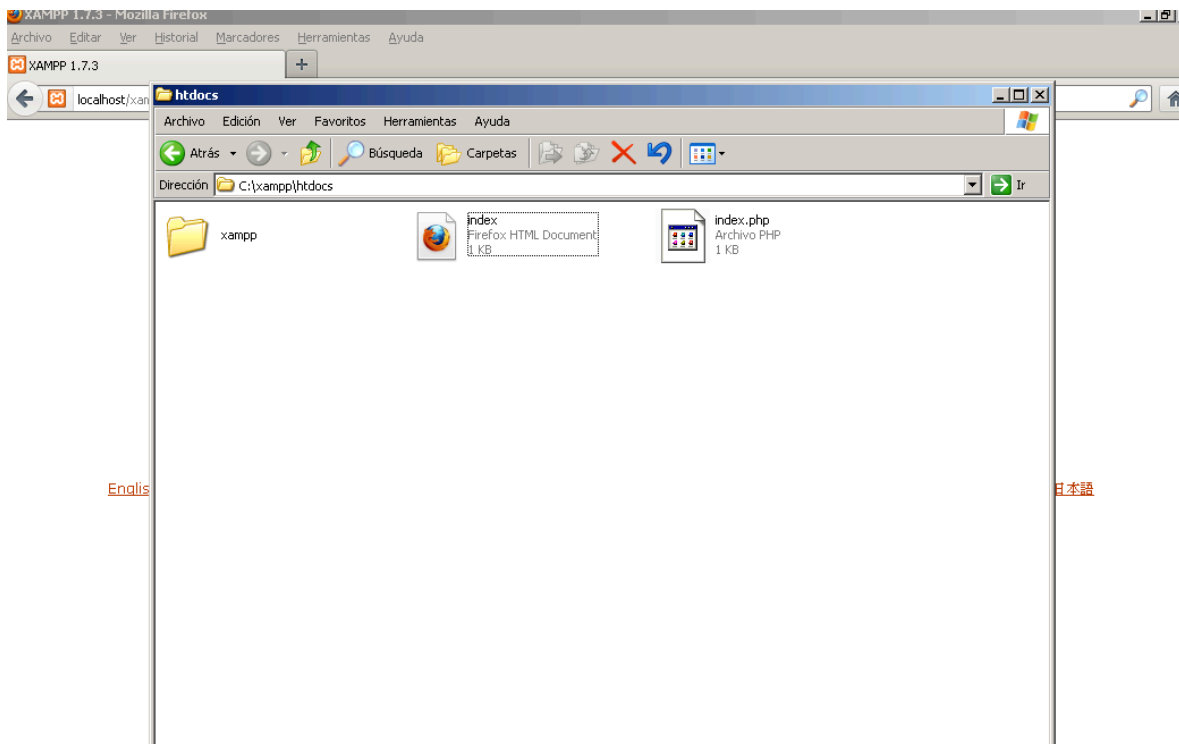 XAMPP 1.7.3 - Mozilla Firefox
Archivo Editar Ver Historial Marcadores Herramientas Ayuda
XAMPP 1.7.3
localhost/xan
htdocs
Archivo Edición Ver Favoritos Herramientas Ayuda
Atrás Búsqueda Carpetas
Dirección C:\xampp\htdocs Ir
xampp
index
Firefox HTML Document
1 KB
index.php
Archivo PHP
1 KB
Englis
日本語